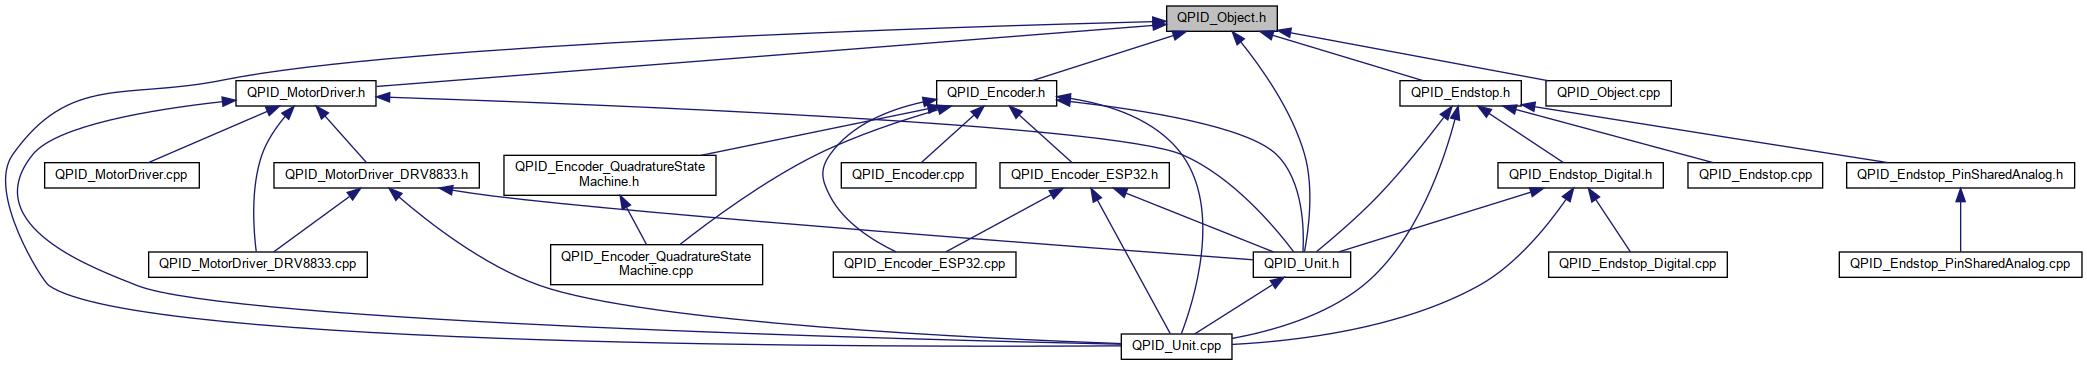 QPID_Object.h
QPID_MotorDriver.h
QPID_Encoder.h
QPID_Endstop.h
QPID_Object.cpp
QPID_MotorDriver.cpp
QPID_MotorDriver_DRV8833.h
QPID_Encoder_QuadratureState
Machine.h
QPID_Encoder.cpp
QPID_Encoder_ESP32.h
QPID_Endstop_Digital.h
QPID_Endstop.cpp
QPID_Endstop_PinSharedAnalog.h
QPID_MotorDriver_DRV8833.cpp
QPID_Encoder_QuadratureState
Machine.cpp
QPID_Encoder_ESP32.cpp
QPID_Unit.h
QPID_Endstop_Digital.cpp
QPID_Endstop_PinSharedAnalog.cpp
QPID_Unit.cpp